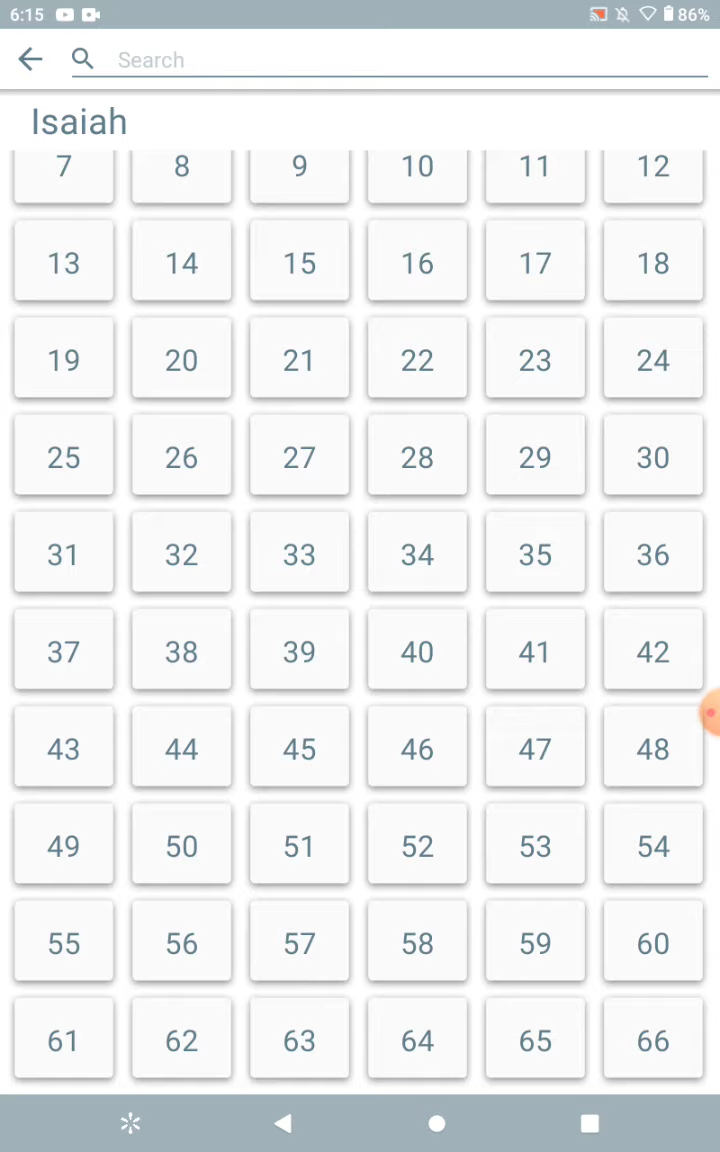 6:15 86%
Search
Isaiah
7 8 9 10 11 12
13 14 15 16 17 18
19 20 21 22 23 24
25 26 27 28 29 30
31 32 33 34 35 36
37 38 39 40 41 42
43 44 45 46 47 48
49 50 51 52 53 54
55 56 57 58 59 60
61 62 63 64 65 66